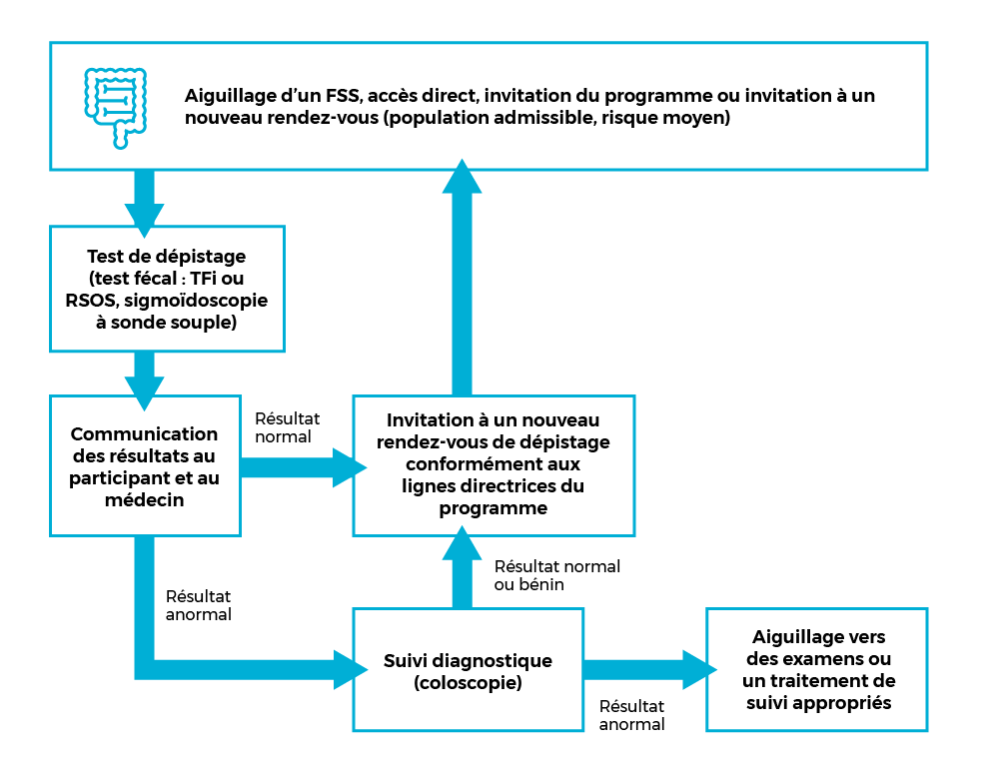 Aiguillage d’un FSS, accès direct, invitation du programme ou invitation à un
nouveau rendez-vous (population admissible, risque moyen)
Test de dépistage
(test fécal : TFi ou
RSOS, sigmoïdoscopie
à sonde souple)
Communication
des résultats au
participant et au
médecin
Résultat
normal
Invitation à un nouveau
rendez-vous de dépistage
conformément aux
lignes directrices du
programme
Résultat
anormal
Résultat normal
ou bénin
Suivi diagnostique
(coloscopie)
Résultat
anormal
Aiguillage vers
des examens ou
un traitement de
suivi appropriés